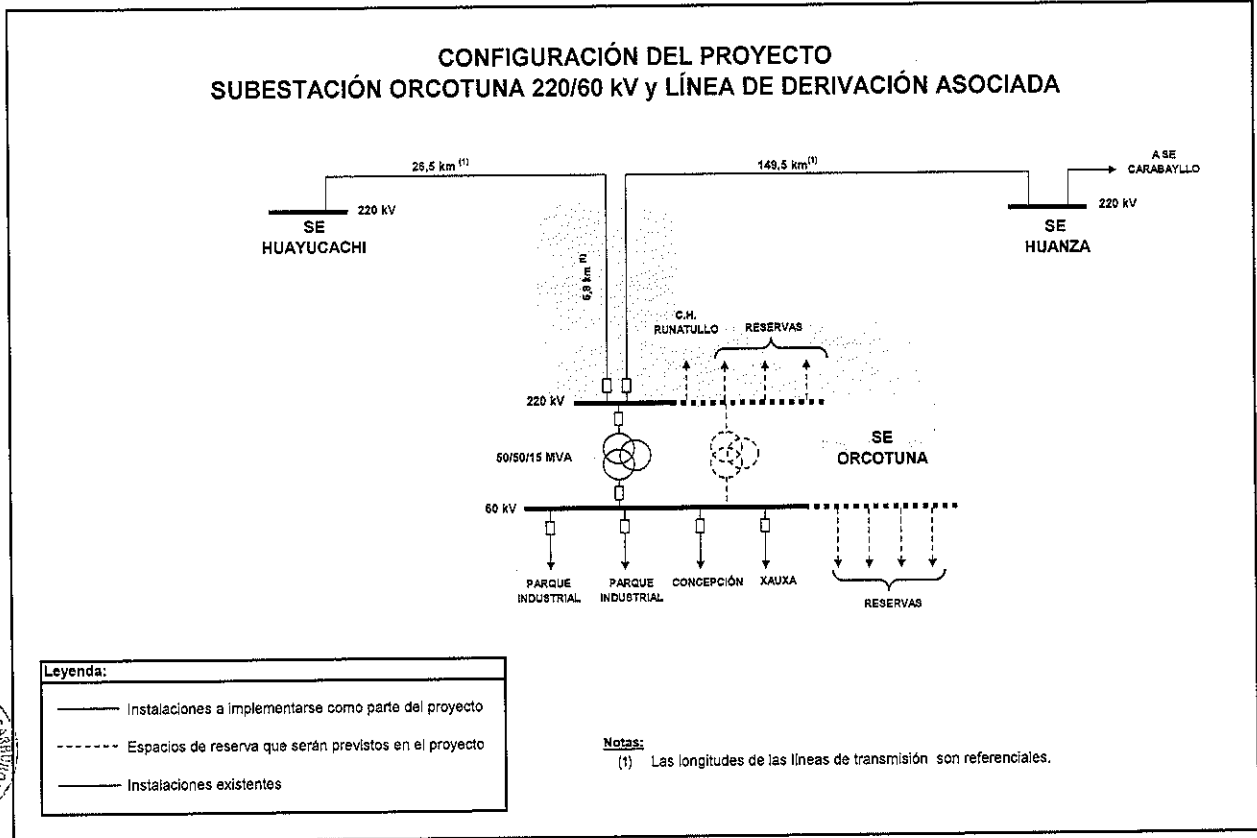 CONFIGURACIÓN DEL PROYECTO
SUBESTACIÓN ORCOTUNA 220/60 kV y LÍNEA DE DERIVACIÓN ASOCIADA
26,5 km (1)
149,5 km(1)
A SE
CARABAYLLO
220 kV
SE
HUAYUCACHI
220 kV
SE
HUANZA
6,8 km (1)
C.H.
RUNATULLO
RESERVAS
220 kV
50/50/15 MVA
SE
ORCOTUNA
60 kV
PARQUE
INDUSTRIAL
PARQUE
INDUSTRIAL
CONCEPCIÓN
XAUXA
RESERVAS
Leyenda:
Instalaciones a implementarse como parte del proyecto
Espacios de reserva que serán previstos en el proyecto
Instalaciones existentes
Notas:
(1) Las longitudes de las líneas de transmisión son referenciales.